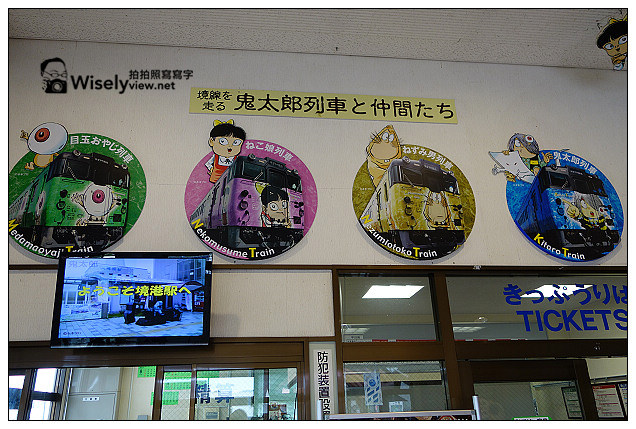 拍拍照寫寫字
Wiselyview.net
境線を
走る
鬼太郎列車と仲間たち
目玉おやじ列車
Medamaoyaji Train
ねこ娘列車
Nekomusume Train
ねずみ男列車
Nezumiotoko Train
鬼太郎列車
Kitaro Train
ようこそ境港駅へ
きっぷうりば
TICKETS
防犯装置設